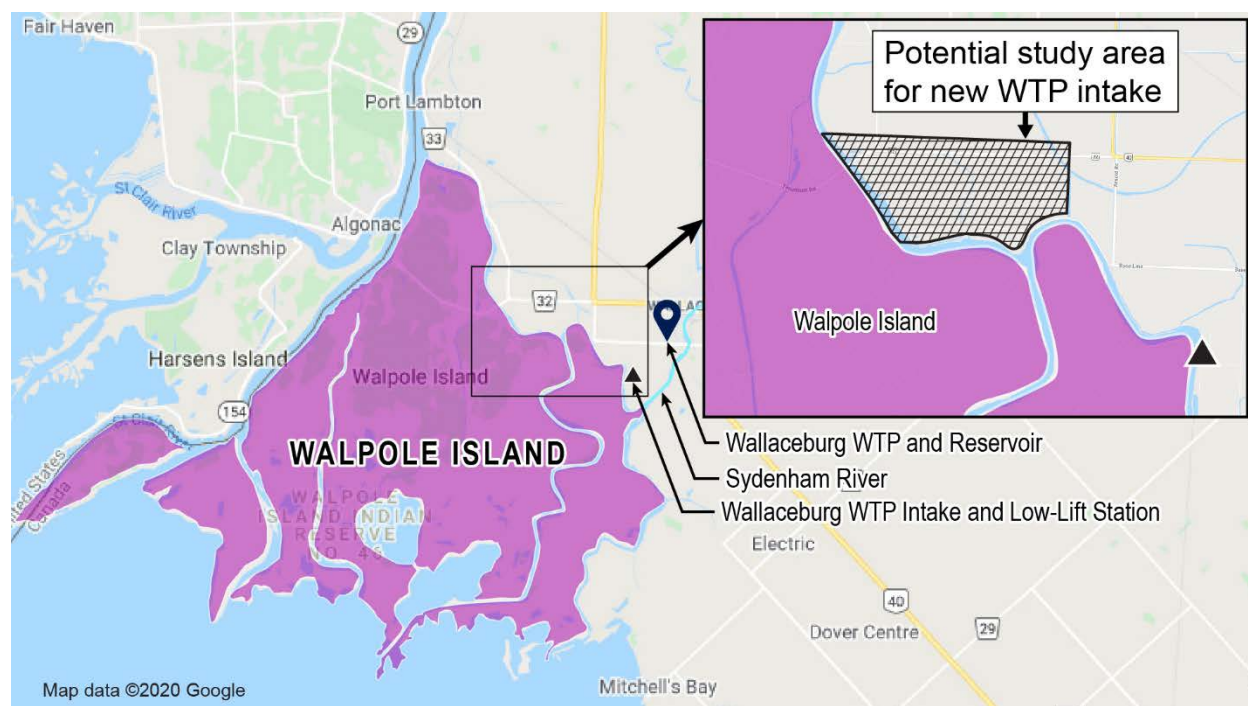 Fair Haven
29
Port Lambton
33
St Clair River
Algonac
Clay Township
32
WALLAC
Harsens Island
Walpole Island
154
St Clair River
WALPOLE ISLAND
United States
Canada
WALPOLE
ISLAND INDIAN
RESERVE
NO 46
Potential study area
for new WTP intake
40
Walpole Island
Wallaceburg WTP and Reservoir
Sydenham River
Wallaceburg WTP Intake and Low-Lift Station
Electric
40
Dover Centre
29
Mitchell's Bay
Map data ©2020 Google